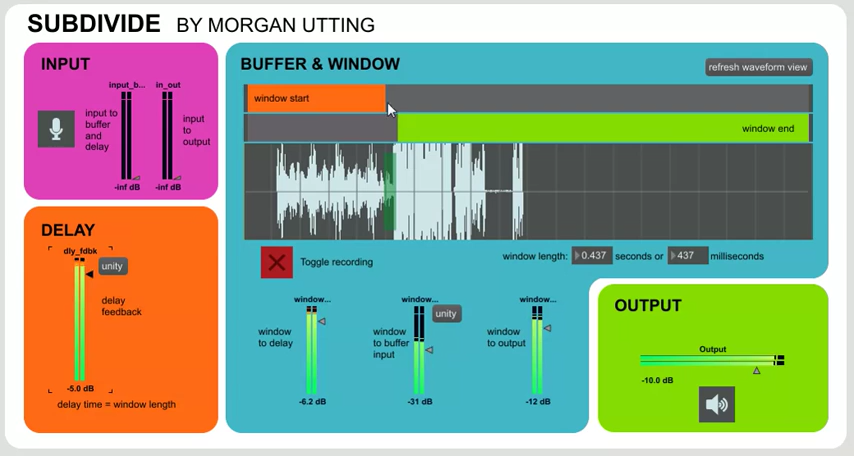 SUBDIVIDE BY MORGAN UTTING
INPUT
input_b...
in_out
input to
buffer
and
delay
input
to
output
-inf dB
-inf dB
DELAY
dly_fdbk
unity
delay
feedback
-5.0 dB
delay time = window length
BUFFER & WINDOW
refresh waveform view
window start
window end
Toggle recording
window length: 0.437 seconds or 437 milliseconds
window...
window
to delay
-6.2 dB
window...
unity
window
to buffer
input
-31 dB
window...
window
to output
-12 dB
OUTPUT
Output
-10.0 dB